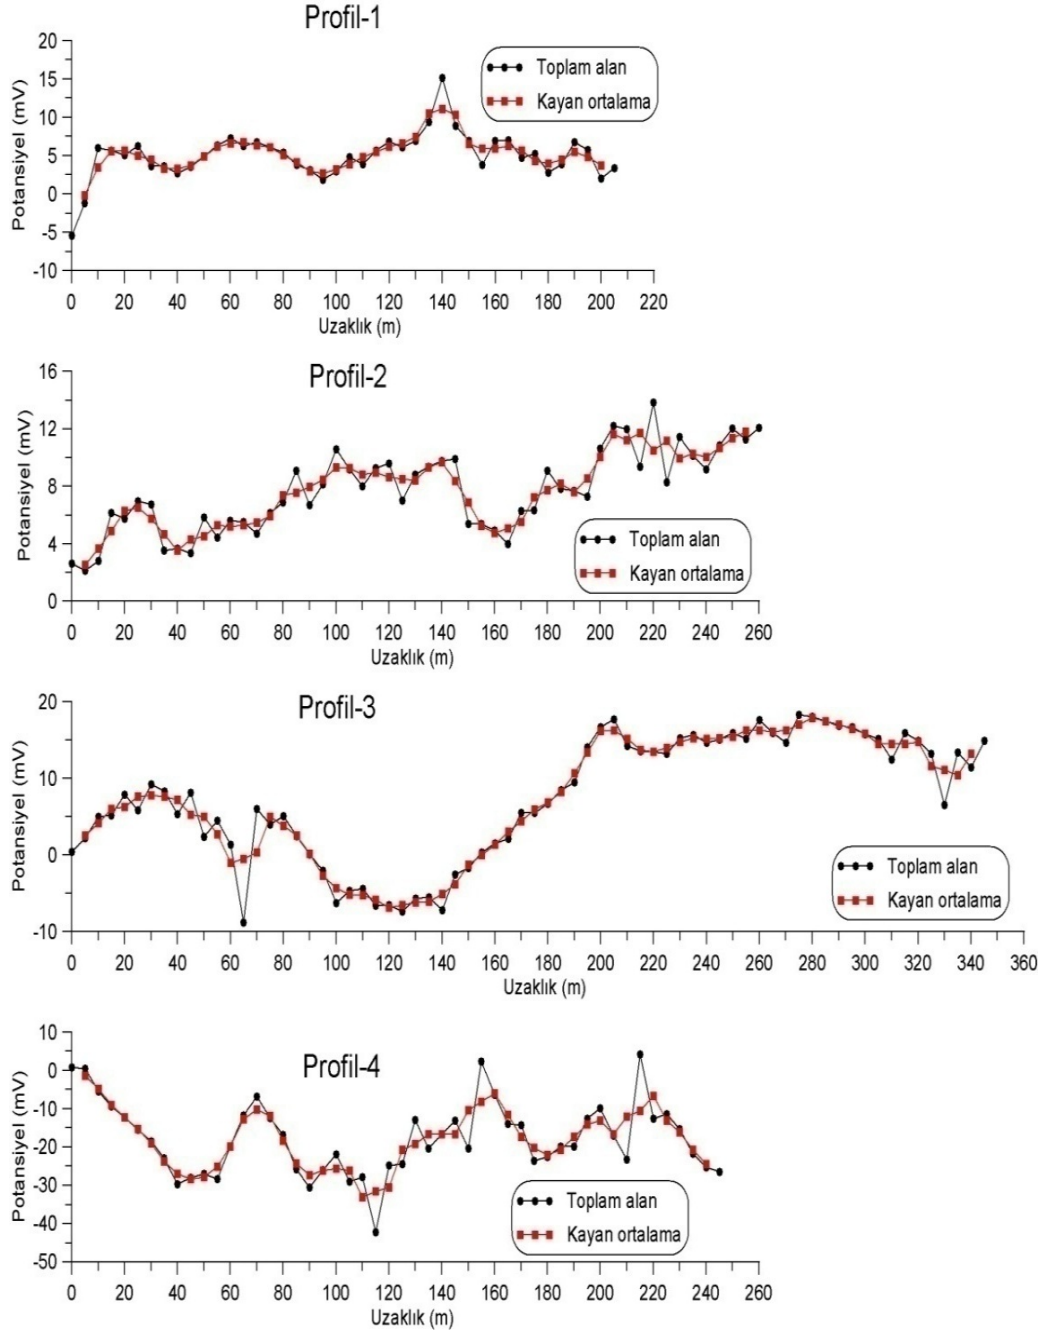 Profil-1
20
15
10
5
0
-5
-10
Potansiyel (mV)
Toplam alan
Kayan ortalama
0 20 40 60 80 100 120 140 160 180 200 220
Uzaklık (m)
Profil-2
16
12
8
4
0
Potansiyel (mV)
Toplam alan
Kayan ortalama
0 20 40 60 80 100 120 140 160 180 200 220 240 260
Uzaklık (m)
Profil-3
20
10
0
-10
Potansiyel (mV)
Toplam alan
Kayan ortalama
0 20 40 60 80 100 120 140 160 180 200 220 240 260 280 300 320 340 360
Uzaklık (m)
Profil-4
10
0
-10
-20
-30
-40
-50
Potansiyel (mV)
Toplam alan
Kayan ortalama
0 20 40 60 80 100 120 140 160 180 200 220 240 260
Uzaklık (m)